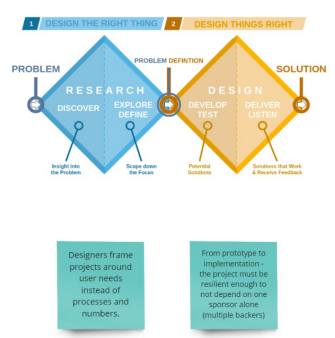 1 DESIGN THE RIGHT THING
2 DESIGN THINGS RIGHT
PROBLEM
PROBLEM DEFINTION
SOLUTION
RESEARCH
DESIGN
DISCOVER
EXPLORE
DEFINE
DEVELOP
TEST
DELIVER
LISTEN
Insight into
the Problem
Scope down
the Focus
Potential
Solutions
Solutions that Work
& Receive Feedback
Designers frame
projects around
user needs
instead of
processes and
numbers.
From prototype to
implementation -
the project must be
resilient enough to
not depend on one
sponsor alone
(multiple backers)